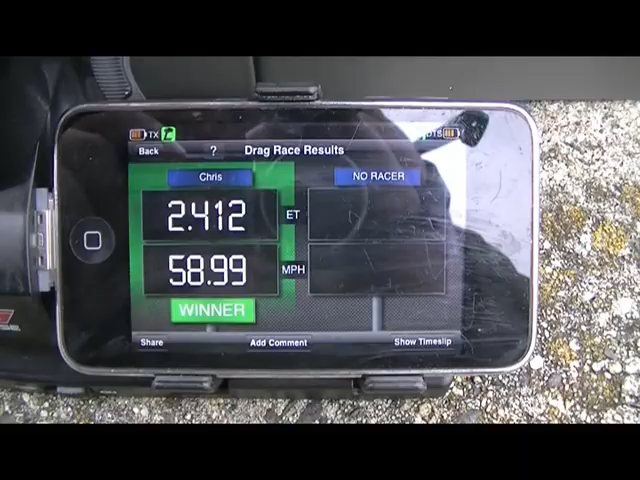 TX
DTS
Back
?
Drag Race Results
Chris
NO RACER
2.412
ET
58.99
MPH
WINNER
Share
Add Comment
Show Timeslip